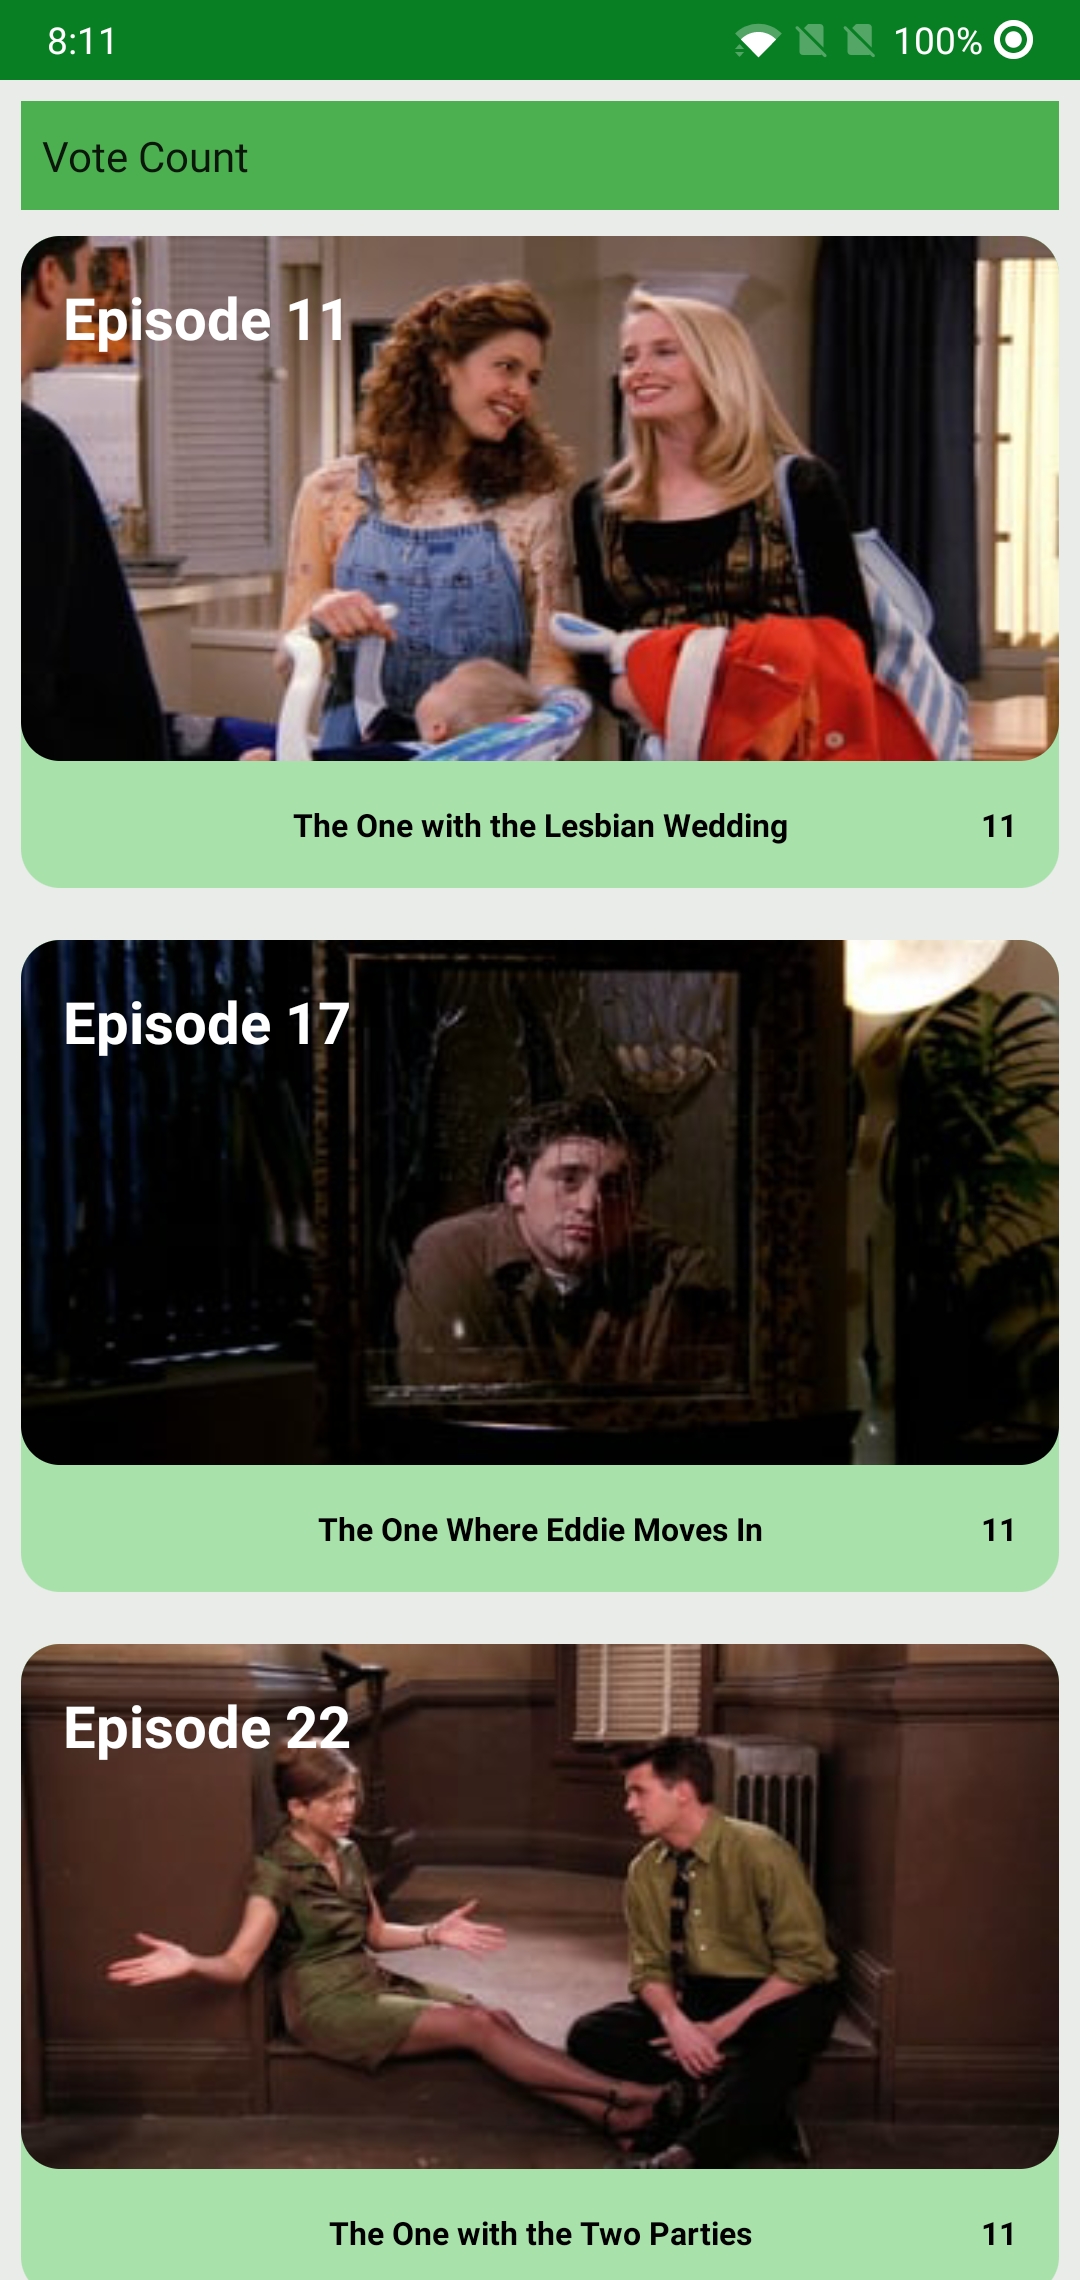 8:11
100%
Vote Count
Episode 11
The One with the Lesbian Wedding 11
Episode 17
The One Where Eddie Moves In 11
Episode 22
The One with the Two Parties 11